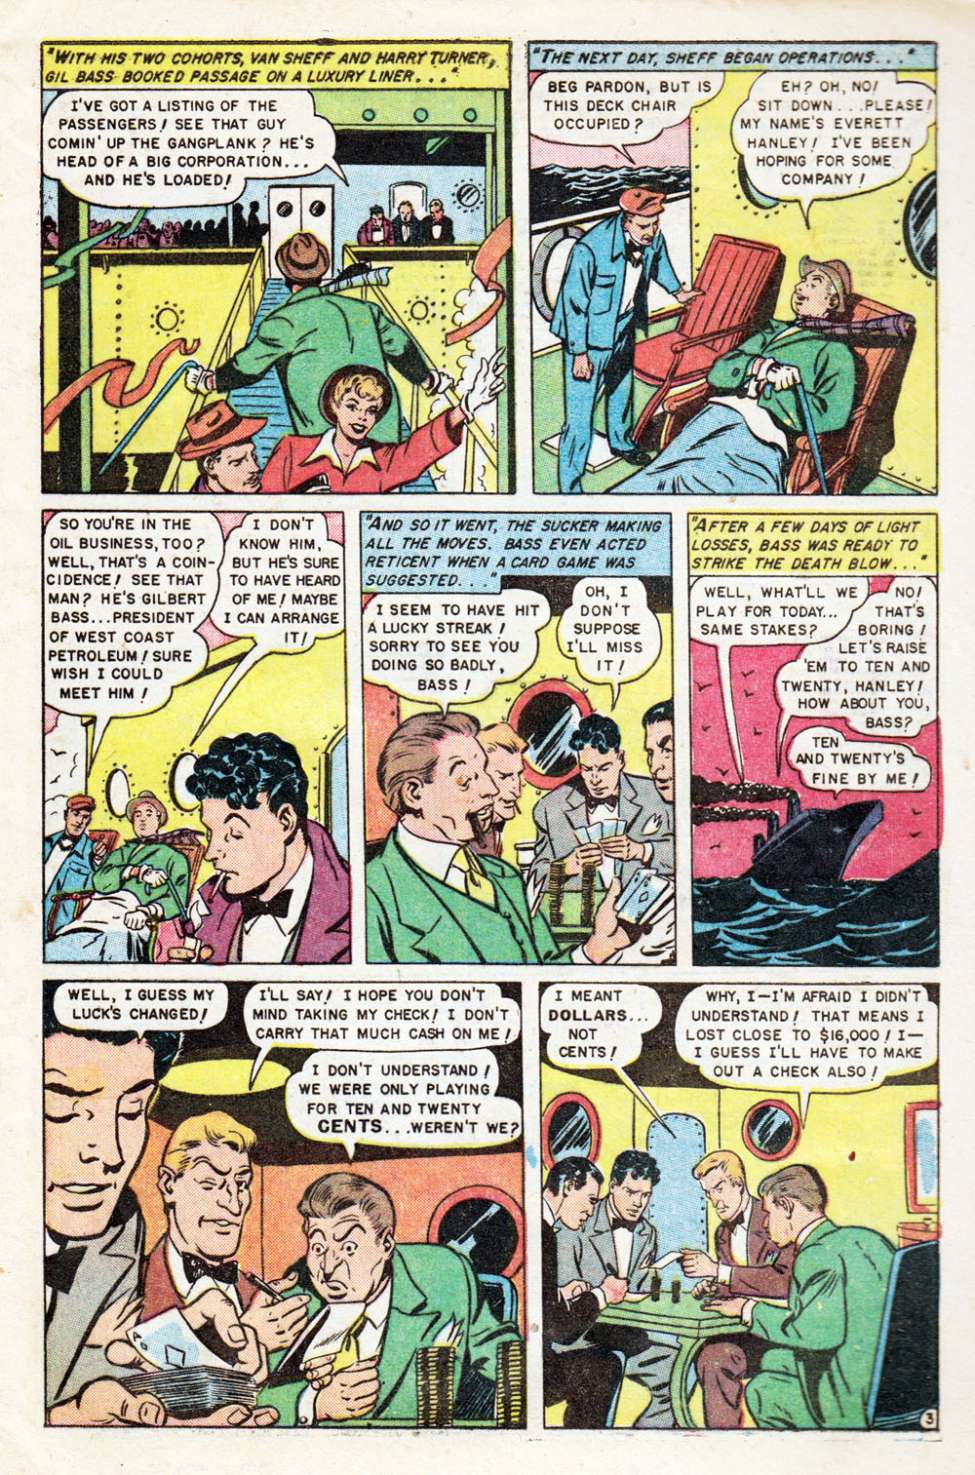 "WITH HIS TWO COHORTS, VAN SHEFF AND HARRY TURNER,
GIL BASS BOOKED PASSAGE ON A LUXURY LINER..."
I'VE GOT A LISTING OF THE
PASSENGERS! SEE THAT GUY
COMIN' UP THE GANGPLANK? HE'S
HEAD OF A BIG CORPORATION...
AND HE'S LOADED!
"THE NEXT DAY, SHEFF BEGAN OPERATIONS..."
BEG PARDON, BUT IS
THIS DECK CHAIR
OCCUPIED?
EH? OH, NO!
SIT DOWN...PLEASE!
MY NAME'S EVERETT
HANLEY! I'VE BEEN
HOPING FOR SOME
COMPANY!
SO YOU'RE IN THE
OIL BUSINESS, TOO?
WELL, THAT'S A COIN-
CIDENCE! SEE THAT
MAN? HE'S GILBERT
BASS...PRESIDENT
OF WEST COAST
PETROLEUM! SURE
WISH I COULD
MEET HIM!
I DON'T
KNOW HIM,
BUT HE'S SURE
TO HAVE HEARD
OF ME! MAYBE
I CAN ARRANGE
IT!
"AND SO IT WENT, THE SUCKER MAKING
ALL THE MOVES. BASS EVEN ACTED
RETICENT WHEN A CARD GAME WAS
SUGGESTED..."
I SEEM TO HAVE HIT
A LUCKY STREAK!
SORRY TO SEE YOU
DOING SO BADLY,
BASS!
OH, I
DON'T
SUPPOSE
I'LL MISS
IT!
"AFTER A FEW DAYS OF LIGHT
LOSSES, BASS WAS READY TO
STRIKE THE DEATH BLOW..."
WELL, WHAT'LL WE
PLAY FOR TODAY...
SAME STAKES?
NO!
THAT'S
BORING!
LET'S RAISE
'EM TO TEN AND
TWENTY, HANLEY!
HOW ABOUT YOU,
BASS?
TEN
AND TWENTY'S
FINE BY ME!
WELL, I GUESS MY
LUCK'S CHANGED!
I'LL SAY! I HOPE YOU DON'T
MIND TAKING MY CHECK! I DON'T
CARRY THAT MUCH CASH ON ME!
I DON'T UNDERSTAND!
WE WERE ONLY PLAYING
FOR TEN AND TWENTY
CENTS...WEREN'T WE?
A
I MEANT
DOLLARS...
NOT
CENTS!
WHY, I—I'M AFRAID I DIDN'T
UNDERSTAND! THAT MEANS I
LOST CLOSE TO $16,000! I—
I GUESS I'LL HAVE TO MAKE
OUT A CHECK ALSO!
3